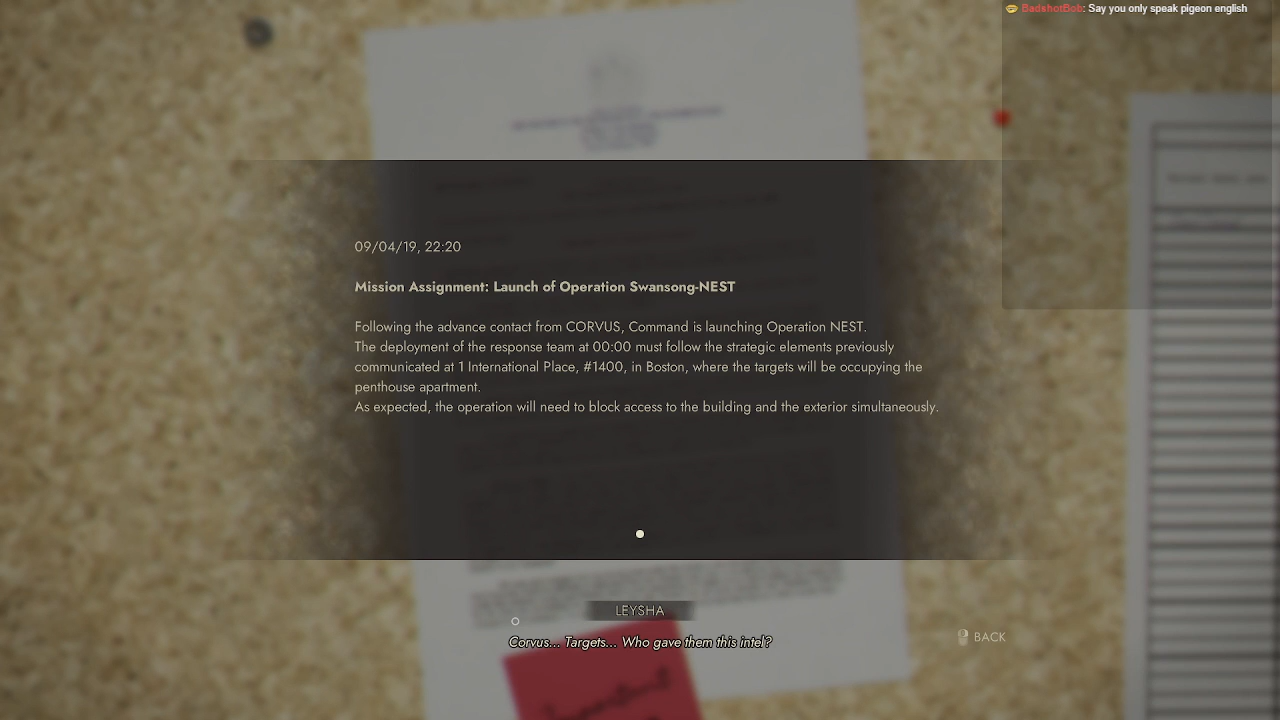 BadshotBob: Say you only speak pigeon english
09/04/19, 22:20
Mission Assignment: Launch of Operation Swansong-NEST
Following the advance contact from CORVUS, Command is launching Operation NEST.
The deployment of the response team at 00:00 must follow the strategic elements previously
communicated at 1 International Place, #1400, in Boston, where the targets will be occupying the
penthouse apartment.
As expected, the operation will need to block access to the building and the exterior simultaneously.
LEYSHA
Corvus... Targets... Who gave them this intel?
BACK